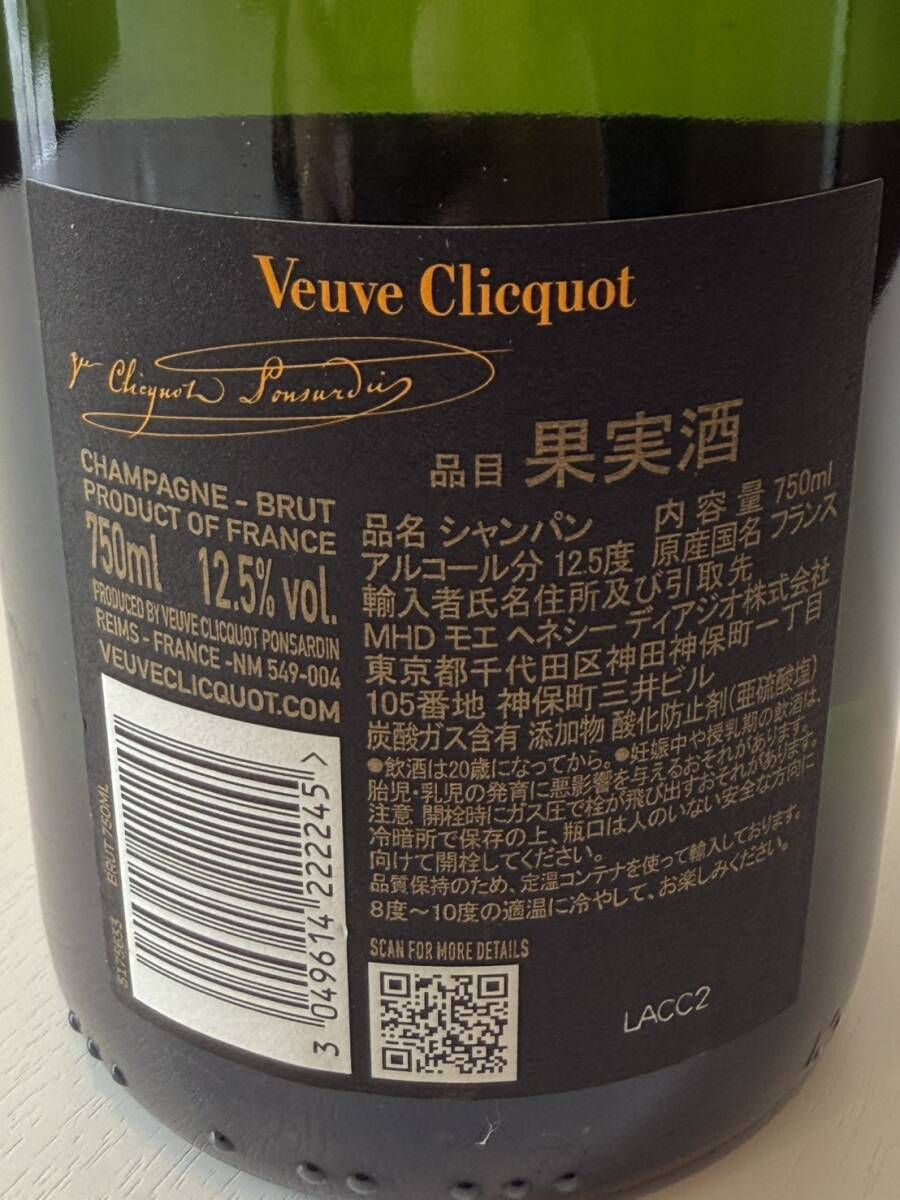 Veuve Clicquot
Vve Clicquot Ponsardin
CHAMPAGNE - BRUT
PRODUCT OF FRANCE
750ml 12.5% vol.
PRODUCED BY VEUVE CLICQUOT PONSARDIN
REIMS - FRANCE - NM 549-004
VEUVECLICQUOT.COM
品目 果実酒
品名 シャンパン 内容量 750ml
アルコール分 12.5度 原産国名 フランス
輸入者氏名住所及び引取先
MHD モエ ヘネシー ディアジオ株式会社
東京都千代田区神田神保町一丁目
105番地 神保町三井ビル
炭酸ガス含有 添加物 酸化防止剤(亜硫酸塩)
●飲酒は20歳になってから。●妊娠中や授乳期の飲酒は、
胎児・乳児の発育に悪影響を与えるおそれがあります。
注意 開栓時にガス圧で栓が飛び出すおそれがあります。
冷暗所で保存の上、瓶口は人のいない安全な方向に
向けて開栓してください。
品質保持のため、定温コンテナを使って輸入しております。
8度～10度の適温に冷やして、お楽しみください。
SCAN FOR MORE DETAILS
LACC2
3175653 BRUT 750ML
3 049614 222245 >